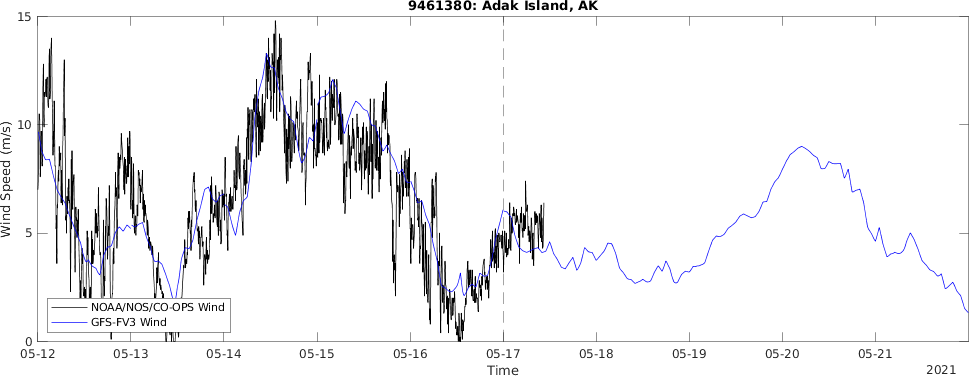 9461380: Adak Island, AK
15
10
5
0
Wind Speed (m/s)
NOAA/NOS/CO-OPS Wind
GFS-FV3 Wind
05-12 05-13 05-14 05-15 05-16 05-17 05-18 05-19 05-20 05-21
Time
2021